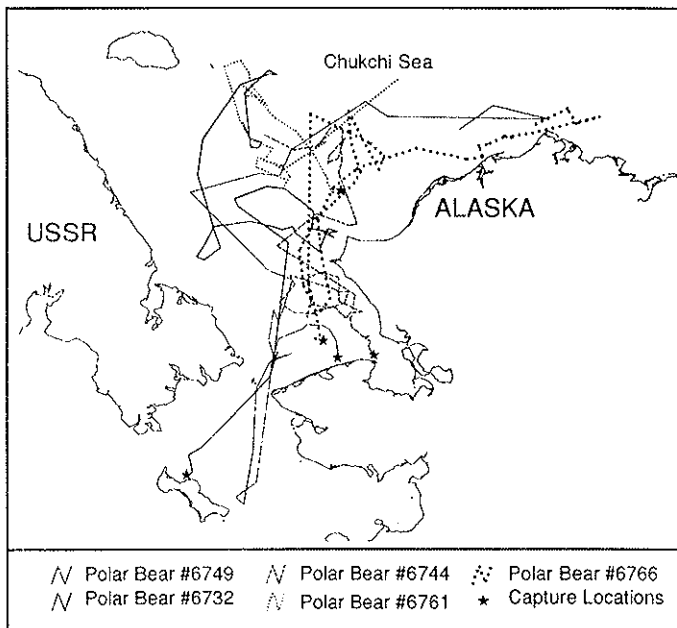 Chukchi Sea
ALASKA
USSR
Polar Bear #6749 Polar Bear #6744 Polar Bear #6766
Polar Bear #6732 Polar Bear #6761 Capture Locations